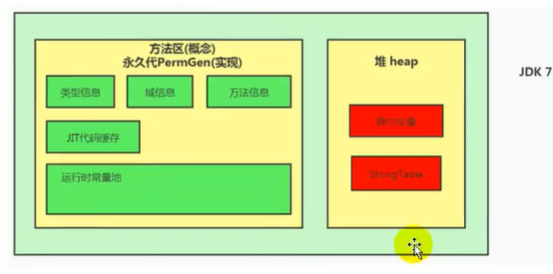 方法区(概念)
永久代PermGen(实现)
类型信息
域信息
方法信息
JIT代码缓存
运行时常量池
堆 heap
静态变量
StringTable
JDK 7